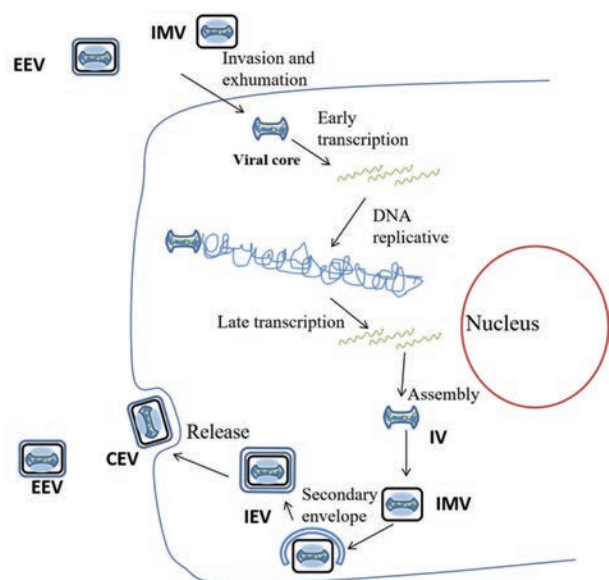 IMV
EEV
Invasion and
exhumation
Early
transcription
Viral core
DNA
replicative
Late transcription
Nucleus
Assembly
IV
Release
CEV
EEV
IEV
Secondary
envelope
IMV